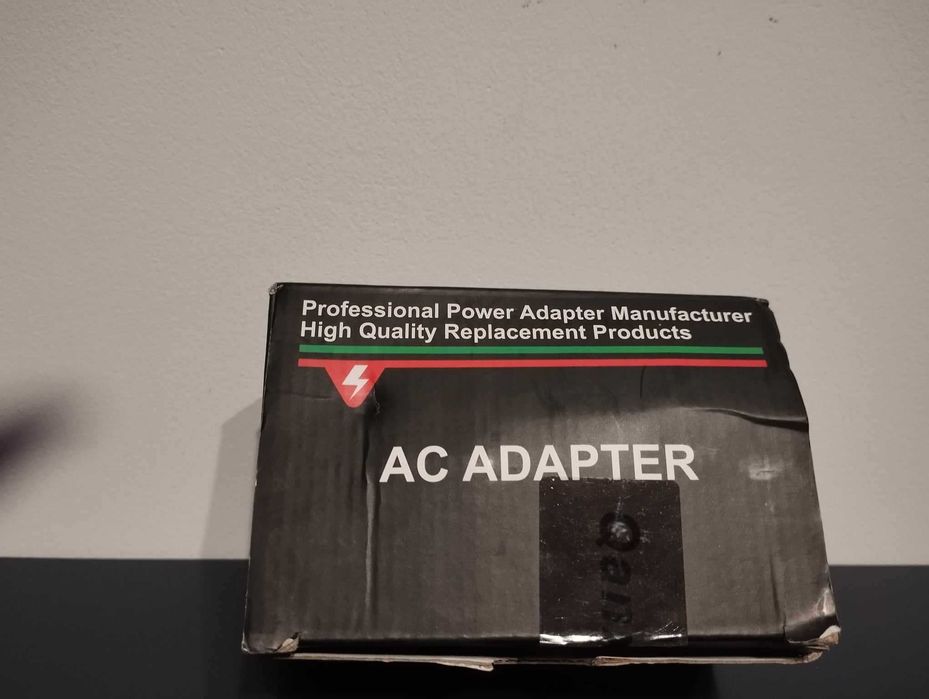 Professional Power Adapter Manufacturer
High Quality Replacement Products
AC ADAPTER